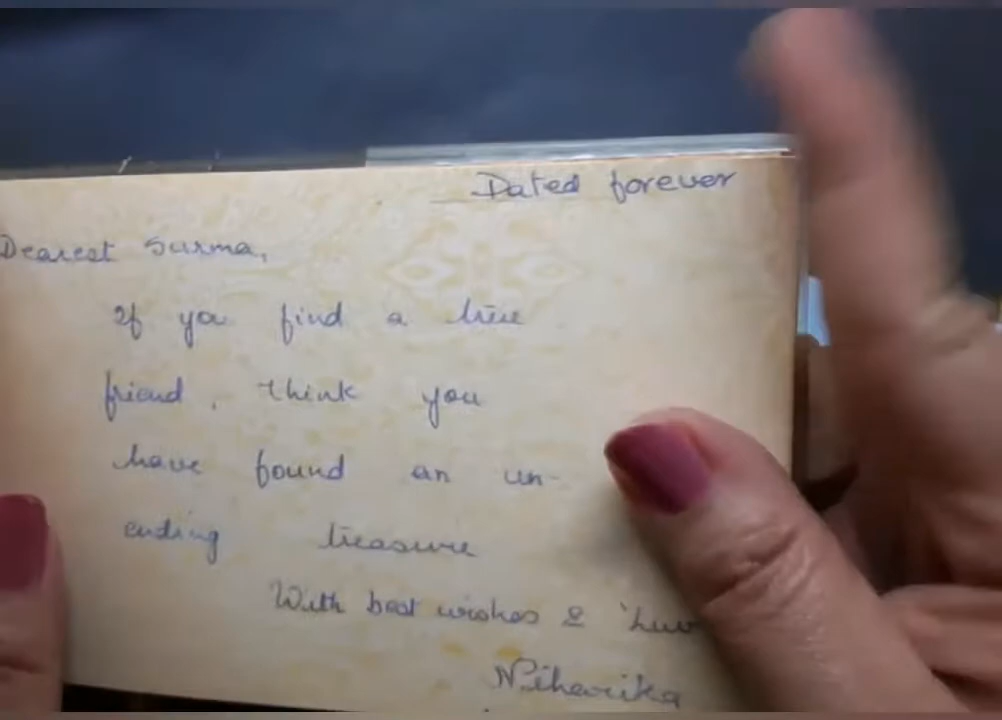 Dated forever
Dearest Surma,
If you find a true
friend, think you
have found an un-
ending treasure
With best wishes & 'Luv
Niharika